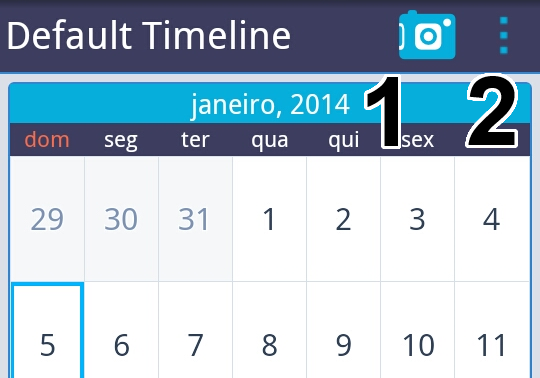 Default Timeline
janeiro, 2014
1 2
dom seg ter qua qui sex
29 30 31 1 2 3 4
5 6 7 8 9 10 11